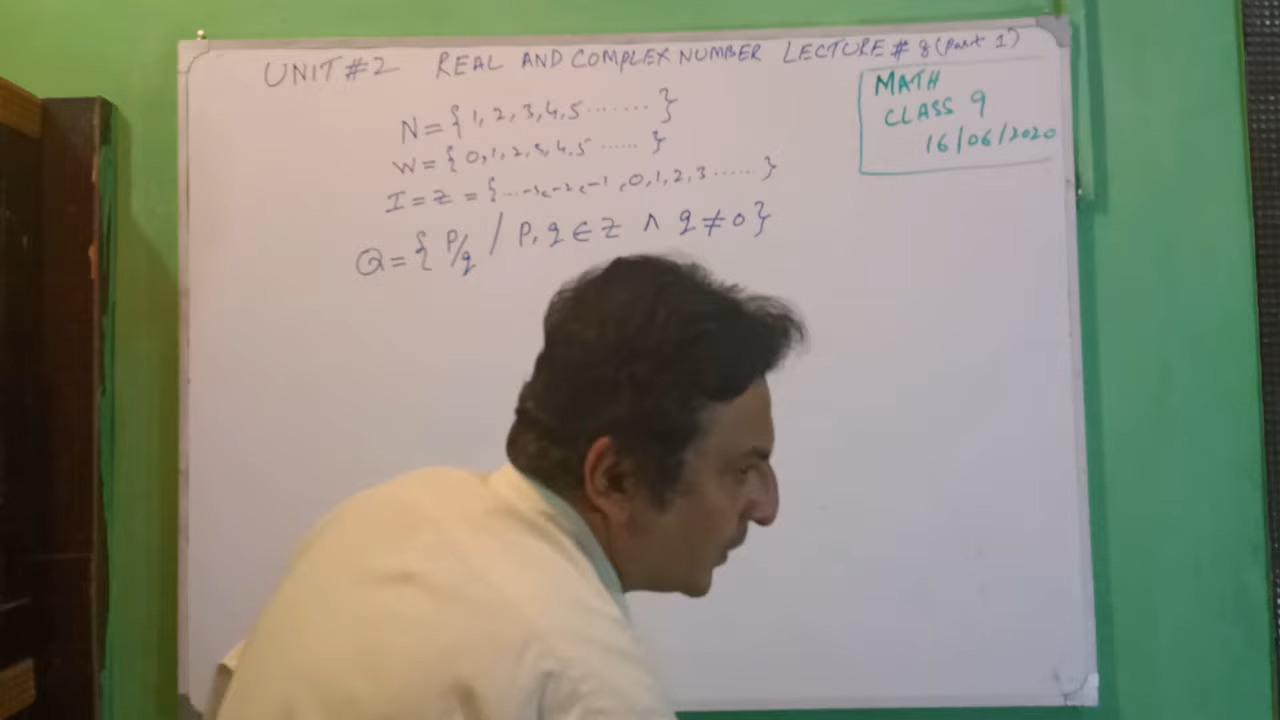 UNIT #2 REAL AND COMPLEX NUMBER LECTURE # 8 (Part 1)
MATH
CLASS 9
16/06/2020
N = { 1, 2, 3, 4, 5 ....... }
W = { 0, 1, 2, 3, 4, 5 ...... }
I = Z = { ... -3, -2, -1, 0, 1, 2, 3 ...... }
Q = { P/q / P, q ∈ Z ∧ q ≠ 0 }